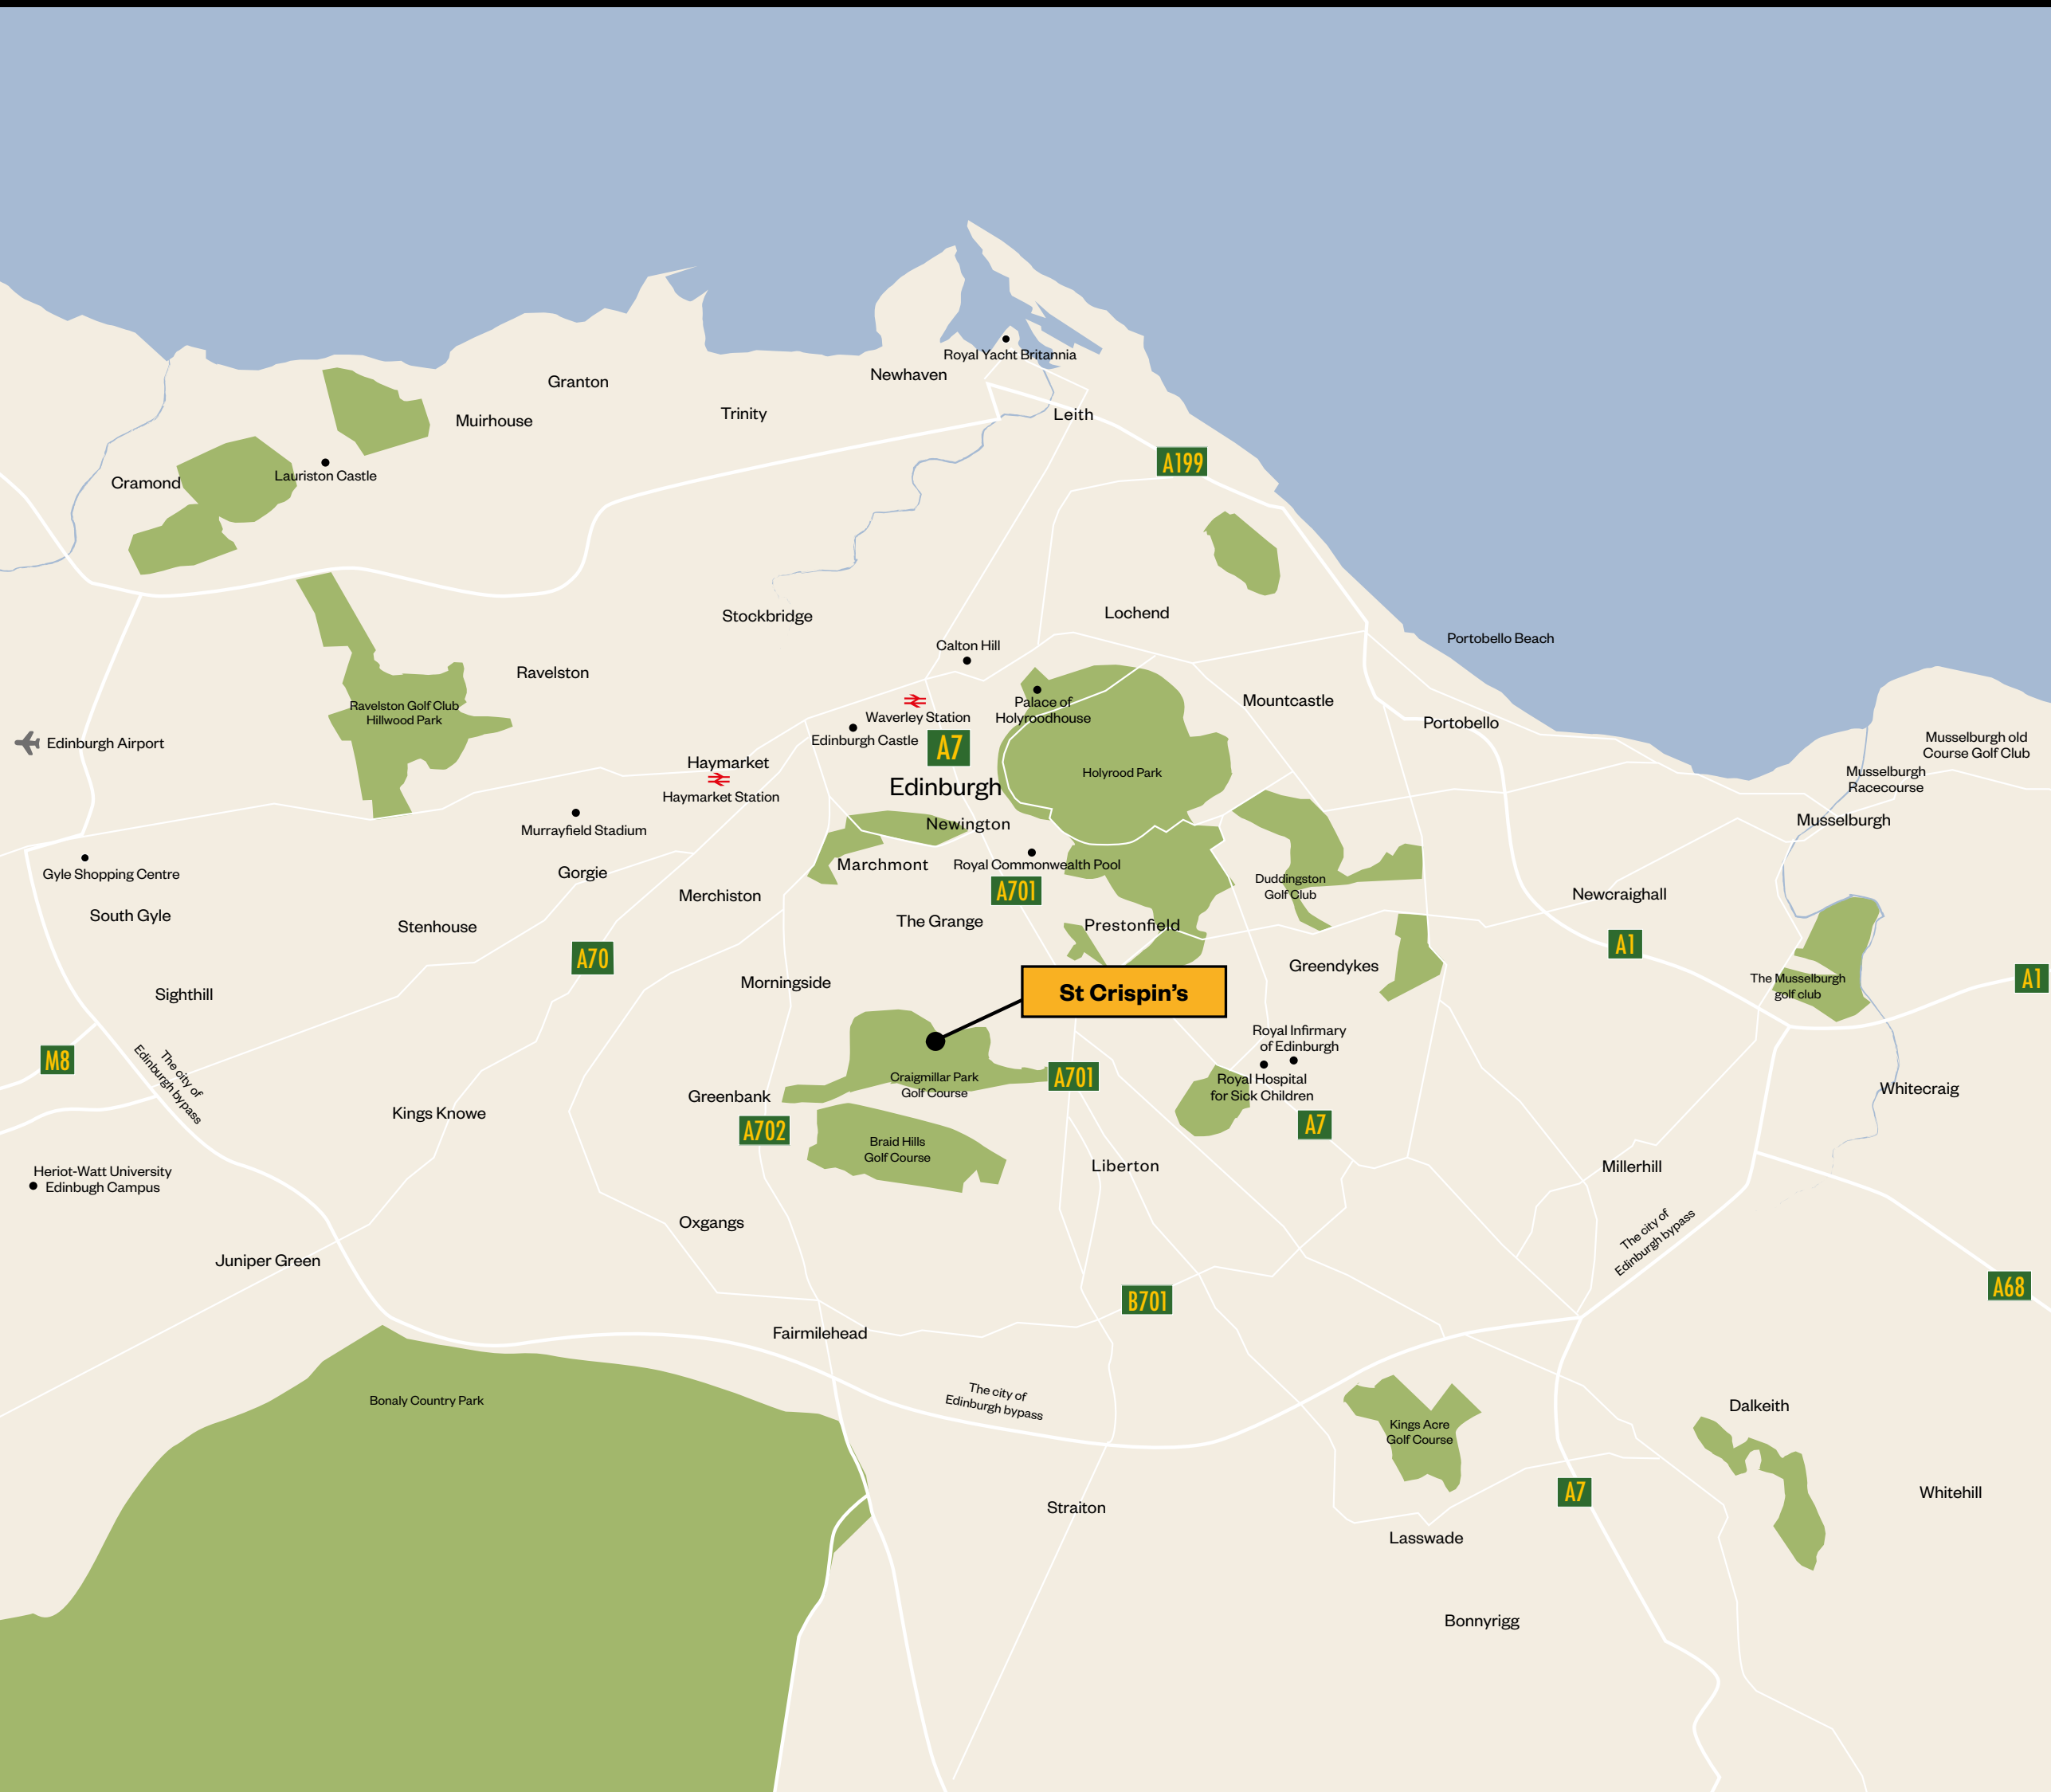 Royal Yacht Britannia
Newhaven
Granton
Trinity
Leith
Muirhouse
A199
Lauriston Castle
Cramond
Lochend
Stockbridge
Portobello Beach
Calton Hill
Ravelston
Mountcastle
Palace of
Holyroodhouse
Ravelston Golf Club
Hillwood Park
Waverley Station
Portobello
Edinburgh Castle
A7
Edinburgh Airport
Musselburgh old
Course Golf Club
Haymarket
Holyrood Park
Musselburgh
Racecourse
Edinburgh
Haymarket Station
Musselburgh
Newington
Murrayfield Stadium
Marchmont
Royal Commonwealth Pool
Gorgie
Gyle Shopping Centre
Duddingston
Golf Club
A701
Merchiston
Newcraighall
South Gyle
The Grange
Prestonfield
Stenhouse
A1
A70
Greendykes
A1
Morningside
The Musselburgh
golf club
St Crispin's
Sighthill
Royal Infirmary
of Edinburgh
M8
The city of
Edinburgh bypass
Craigmillar Park
Golf Course
A701
Royal Hospital
for Sick Children
Greenbank
Whitecraig
Kings Knowe
A702
A7
Braid Hills
Golf Course
Liberton
Millerhill
Heriot-Watt University
Edinbugh Campus
Oxgangs
The city of
Edinburgh bypass
Juniper Green
A68
B701
Fairmilehead
Bonaly Country Park
The city of
Edinburgh bypass
Dalkeith
Kings Acre
Golf Course
A7
Whitehill
Straiton
Lasswade
Bonnyrigg